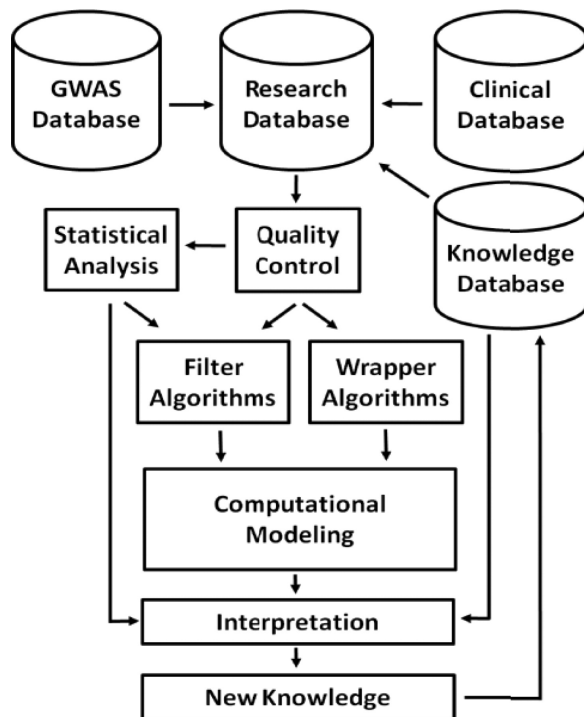 GWAS
Database
Research
Database
Clinical
Database
Statistical
Analysis
Quality
Control
Knowledge
Database
Filter
Algorithms
Wrapper
Algorithms
Computational
Modeling
Interpretation
New Knowledge